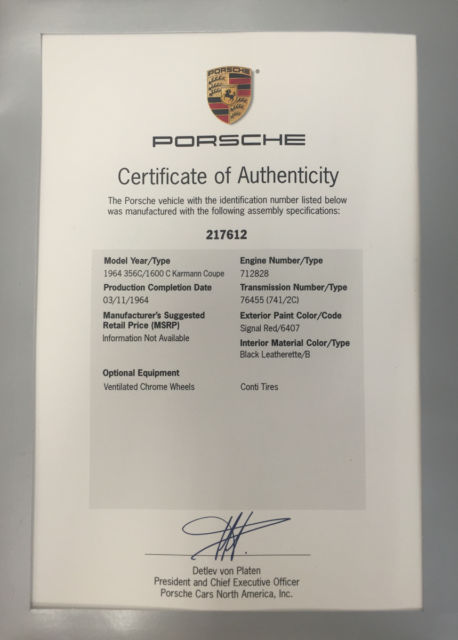 PORSCHE
PORSCHE
Certificate of Authenticity
The Porsche vehicle with the identification number listed below
was manufactured with the following assembly specifications:
217612
Model Year/Type
1964 356C/1600 C Karmann Coupe
Production Completion Date
03/11/1964
Manufacturer's Suggested
Retail Price (MSRP)
Information Not Available
Engine Number/Type
712828
Transmission Number/Type
76455 (741/2C)
Exterior Paint Color/Code
Signal Red/6407
Interior Material Color/Type
Black Leatherette/B
Optional Equipment
Ventilated Chrome Wheels
Conti Tires
Detlev von Platen
President and Chief Executive Officer
Porsche Cars North America, Inc.